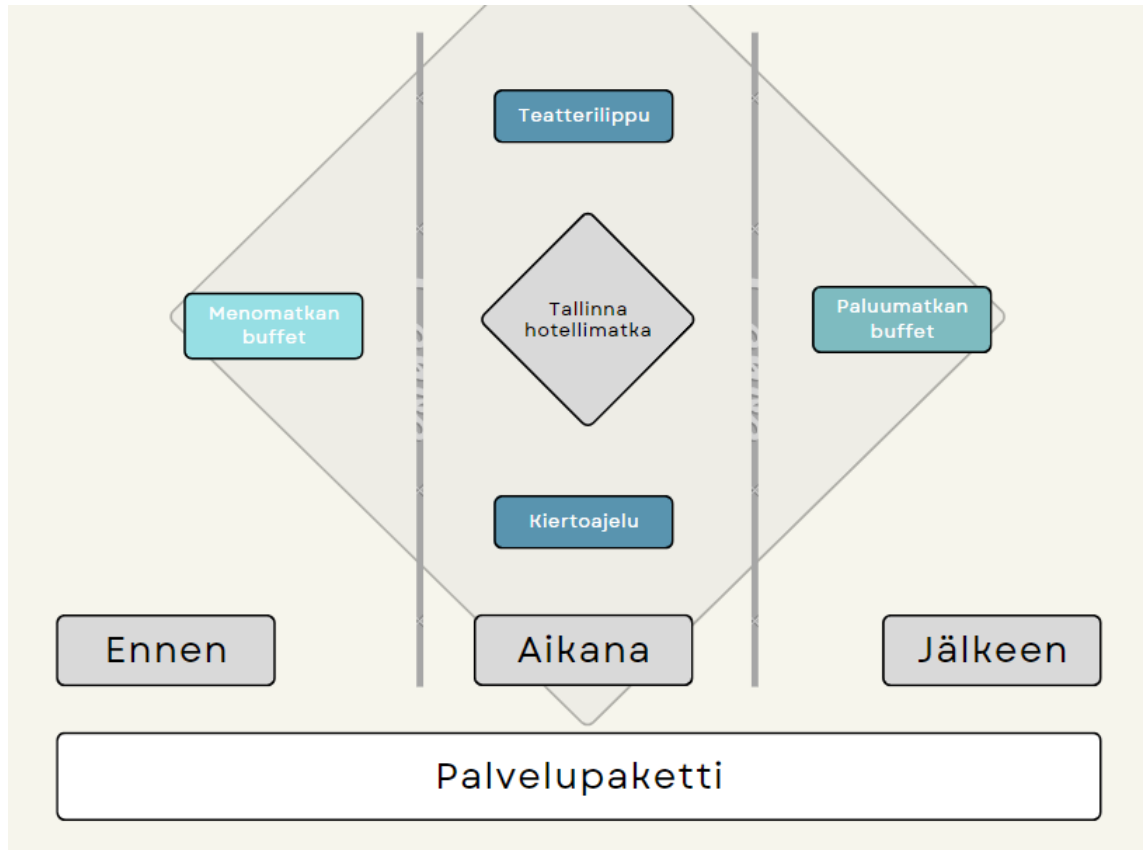 Teatterilippu
Menomatkan
buffet
Tallinna
hotellimatka
Paluumatkan
buffet
Kiertoajelu
Ennen
Aikana
Jälkeen
Palvelupaketti